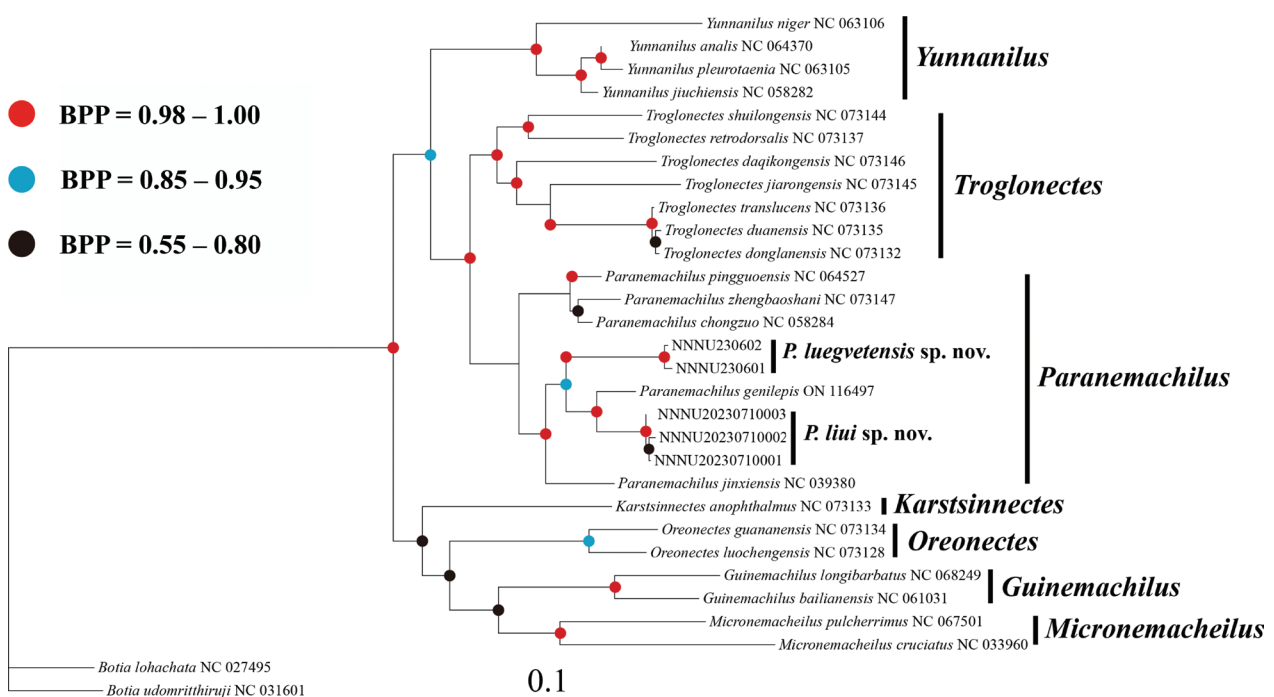 BPP = 0.98 – 1.00
BPP = 0.85 – 0.95
BPP = 0.55 – 0.80
Yunnanilus niger NC 063106
Yunnanilus analis NC 064370
Yunnanilus pleurotaenia NC 063105
Yunnanilus jiuchiensis NC 058282
Yunnanilus
Troglonectes shuilongensis NC 073144
Troglonectes retrodorsalis NC 073137
Troglonectes daqikongensis NC 073146
Troglonectes jiarongensis NC 073145
Troglonectes translucens NC 073136
Troglonectes duanensis NC 073135
Troglonectes donglanensis NC 073132
Troglonectes
Paranemachilus pingguoensis NC 064527
Paranemachilus zhengbaoshani NC 073147
Paranemachilus chongzuo NC 058284
NNNU230602
NNNU230601
P. luegvetensis sp. nov.
Paranemachilus genilepis ON 116497
NNNU20230710003
NNNU20230710002
NNNU20230710001
P. liui sp. nov.
Paranemachilus jinxiensis NC 039380
Paranemachilus
Karstsinnectes anophthalmus NC 073133
Karstsinnectes
Oreonectes guananensis NC 073134
Oreonectes luochengensis NC 073128
Oreonectes
Guinemachilus longibarbatus NC 068249
Guinemachilus bailianensis NC 061031
Guinemachilus
Micronemacheilus pulcherrimus NC 067501
Micronemacheilus cruciatus NC 033960
Micronemacheilus
Botia lohachata NC 027495
Botia udomritthiruji NC 031601
0.1